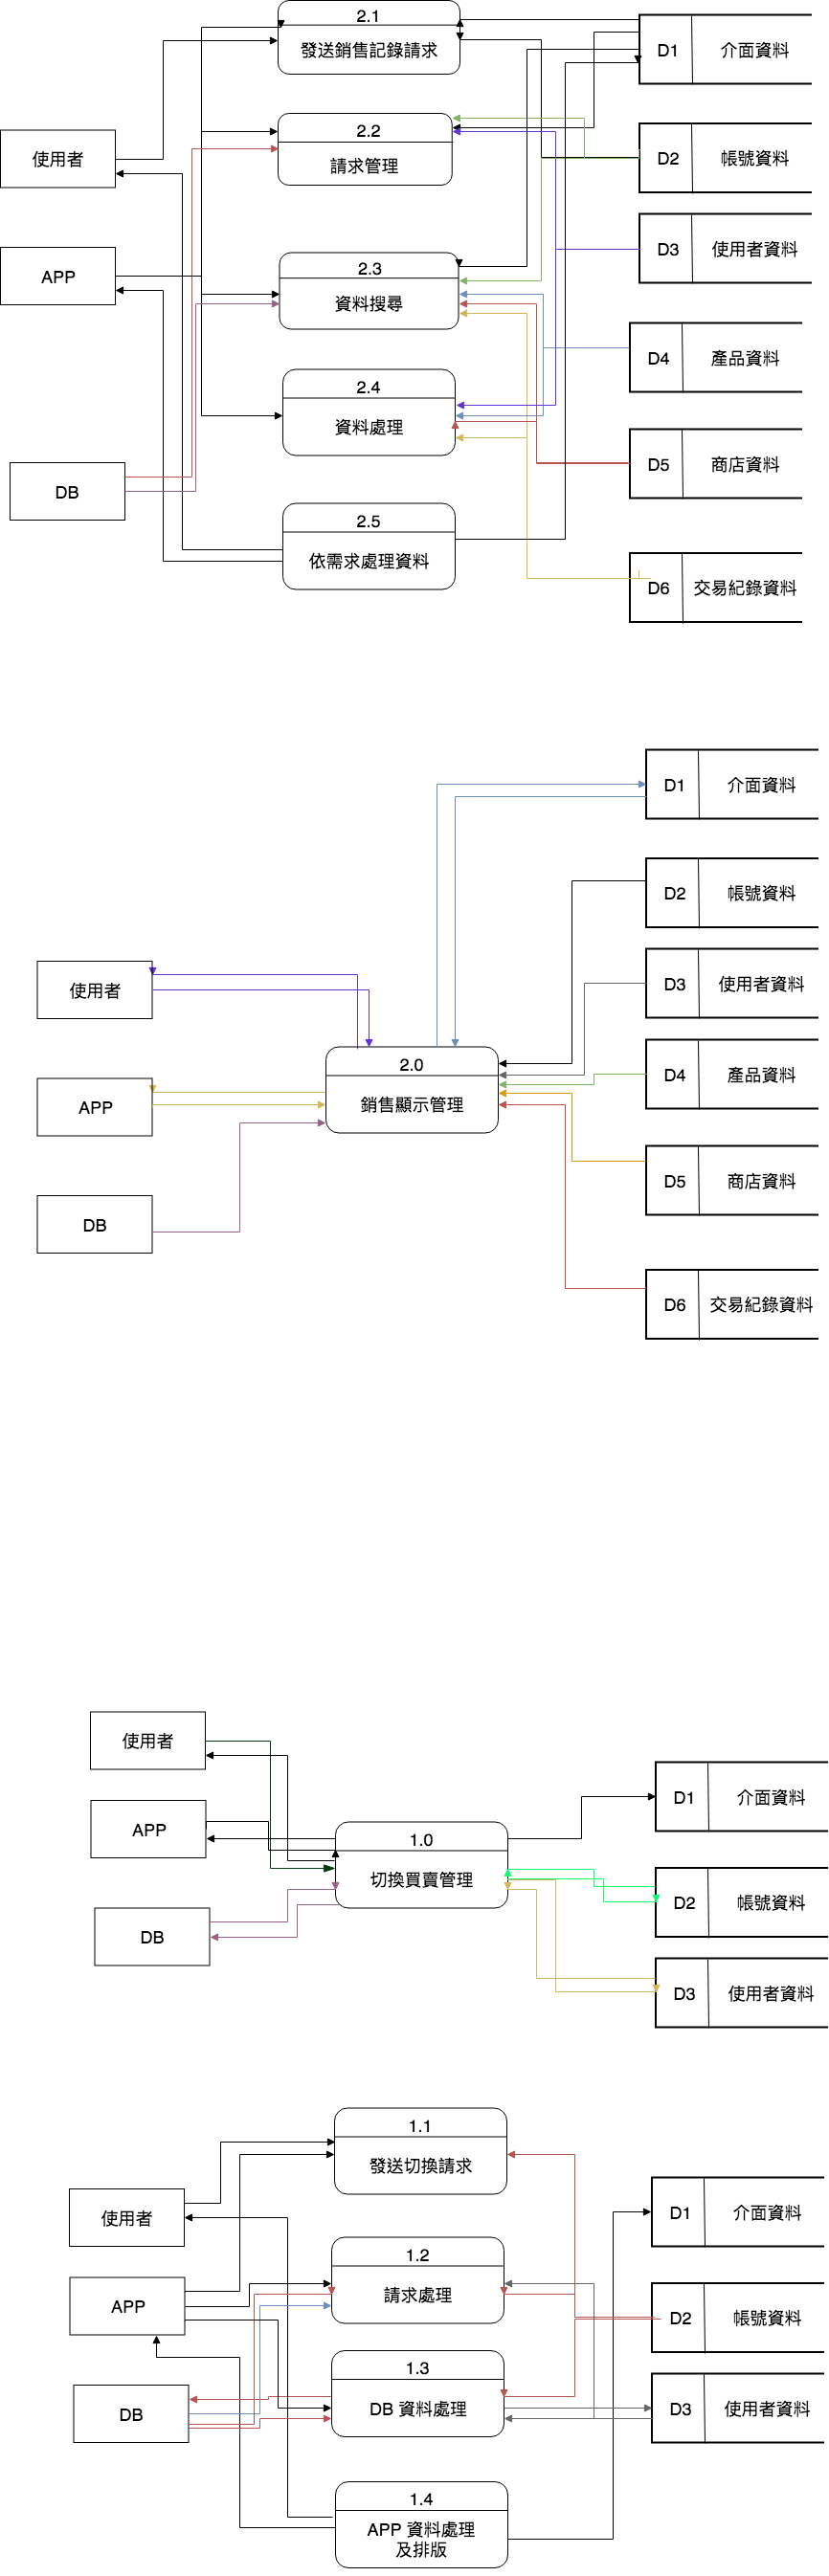 2.1
發送銷售記錄請求
D1
介面資料
2.2
請求管理
使用者
D2
帳號資料
D3
使用者資料
2.3
資料搜尋
APP
D4
產品資料
2.4
資料處理
D5
商店資料
DB
2.5
依需求處理資料
D6
交易紀錄資料
D1
介面資料
D2
帳號資料
使用者
D3
使用者資料
2.0
銷售顯示管理
D4
產品資料
APP
D5
商店資料
DB
D6
交易紀錄資料
使用者
D1
介面資料
APP
1.0
切換買賣管理
D2
帳號資料
DB
D3
使用者資料
1.1
發送切換請求
使用者
D1
介面資料
1.2
請求處理
APP
D2
帳號資料
1.3
DB 資料處理
DB
D3
使用者資料
1.4
APP 資料處理
及排版